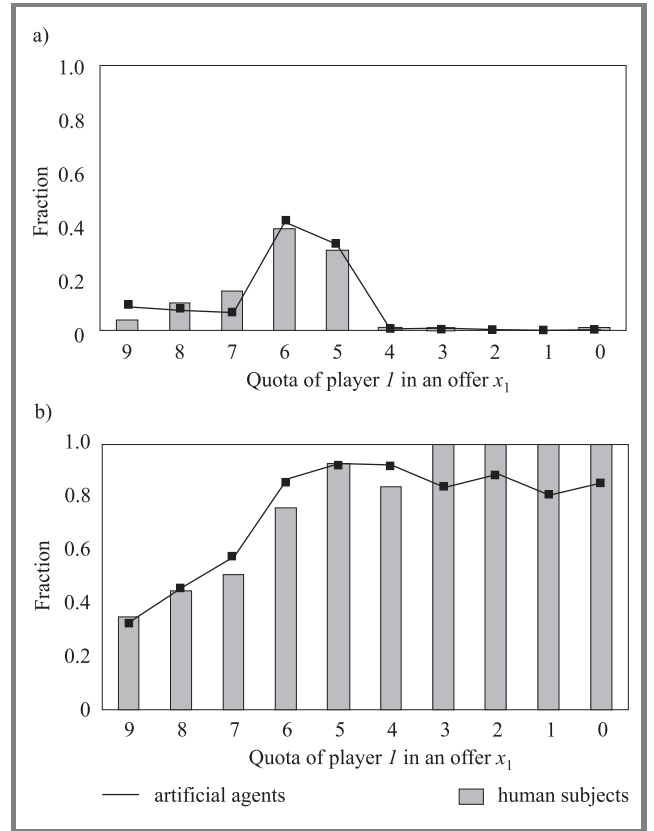 a)
1.0
0.8
0.6
0.4
0.2
0
Fraction
9 8 7 6 5 4 3 2 1 0
Quota of player 1 in an offer x₁
b)
1.0
0.8
0.6
0.4
0.2
0
Fraction
9 8 7 6 5 4 3 2 1 0
Quota of player 1 in an offer x₁
artificial agents human subjects